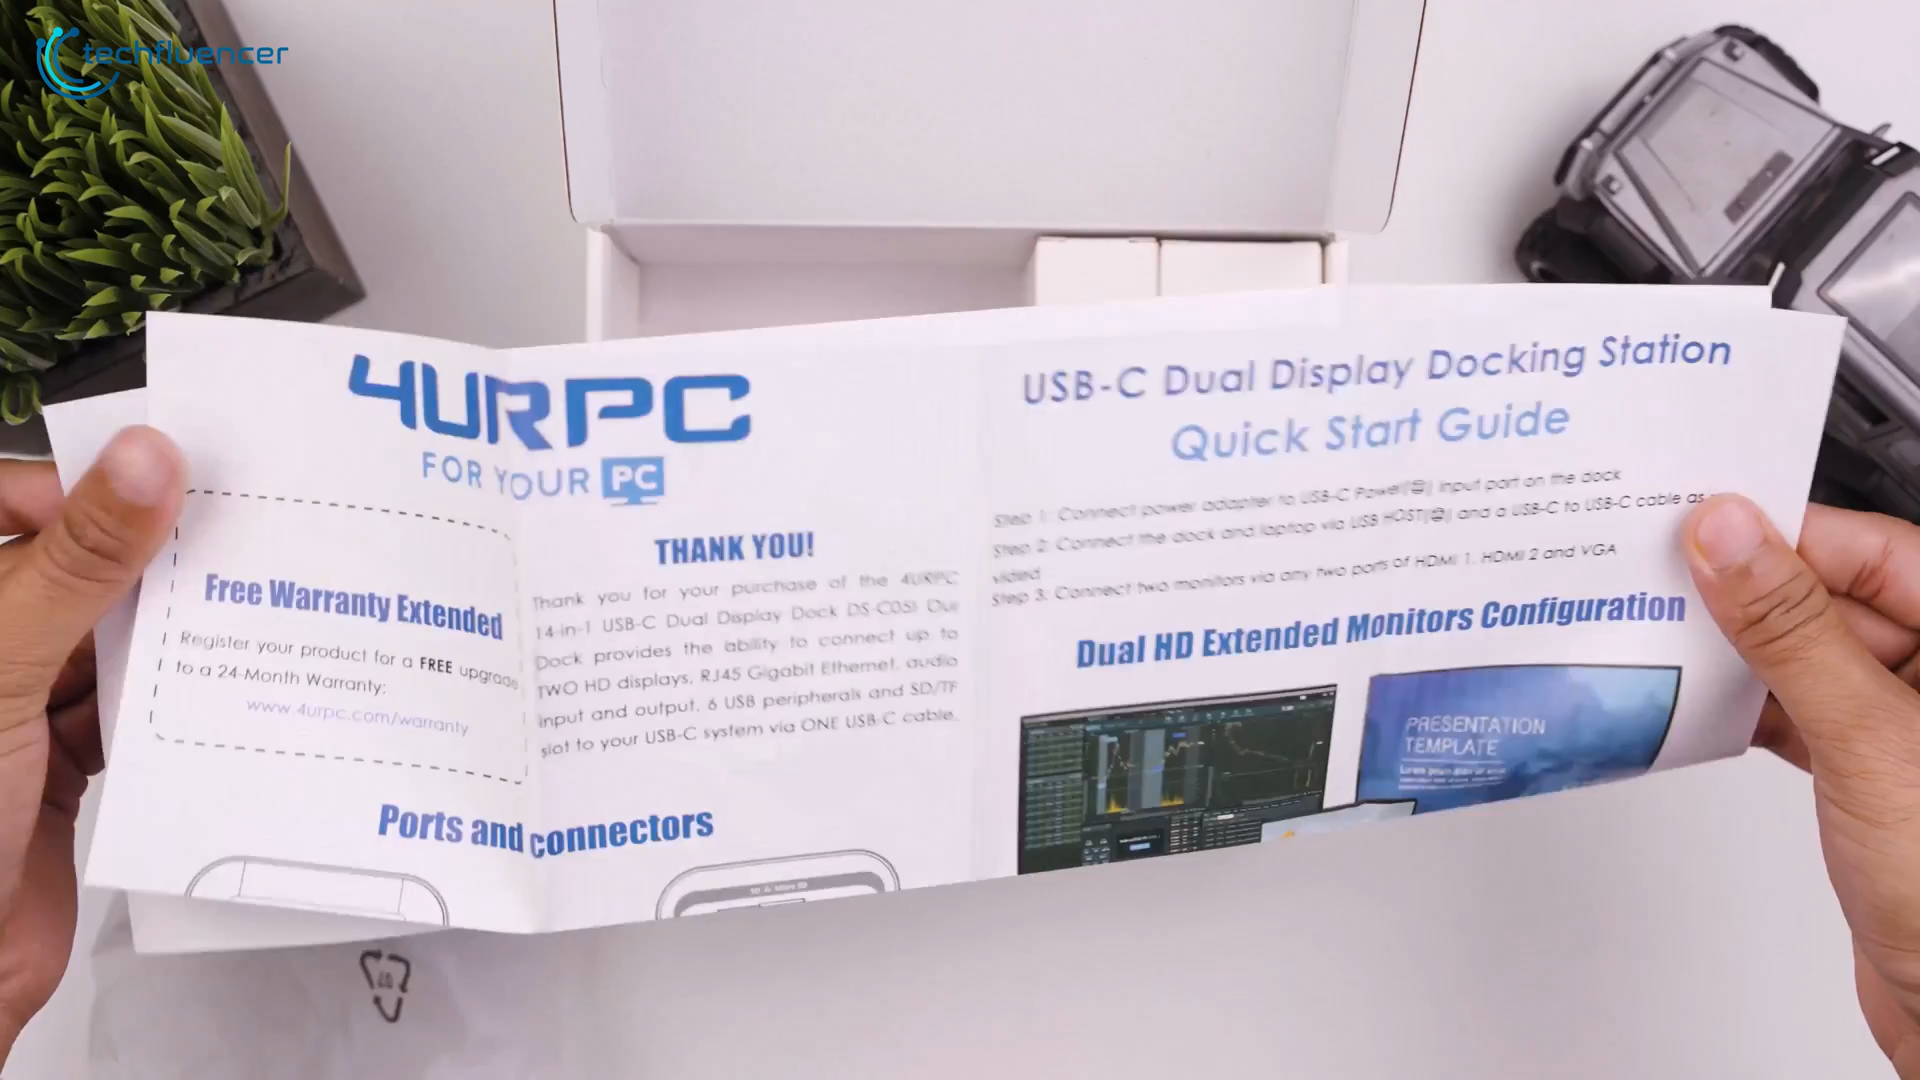 techfluencer
4URPC
FOR YOUR PC
Free Warranty Extended
Register your product for a FREE upgrade
to a 24-Month Warranty:
www.4urpc.com/warranty
THANK YOU!
Thank you for your purchase of the 4URPC
14-in-1 USB-C Dual Display Dock DS-C05! Our
Dock provides the ability to connect up to
TWO HD displays, RJ45 Gigabit Ethernet, audio
input and output, 6 USB peripherals and SD/TF
slot to your USB-C system via ONE USB-C cable.
Ports and connectors
SD & Micro SD
USB-C Dual Display Docking Station
Quick Start Guide
Step 1: Connect power adapter to USB-C Power() input port on the dock
Step 2: Connect the dock and laptop via USB HOST() and a USB-C to USB-C cable as
vided
Step 3: Connect two monitors via any two ports of HDMI 1, HDMI 2 and VGA
Dual HD Extended Monitors Configuration
PRESENTATION
TEMPLATE